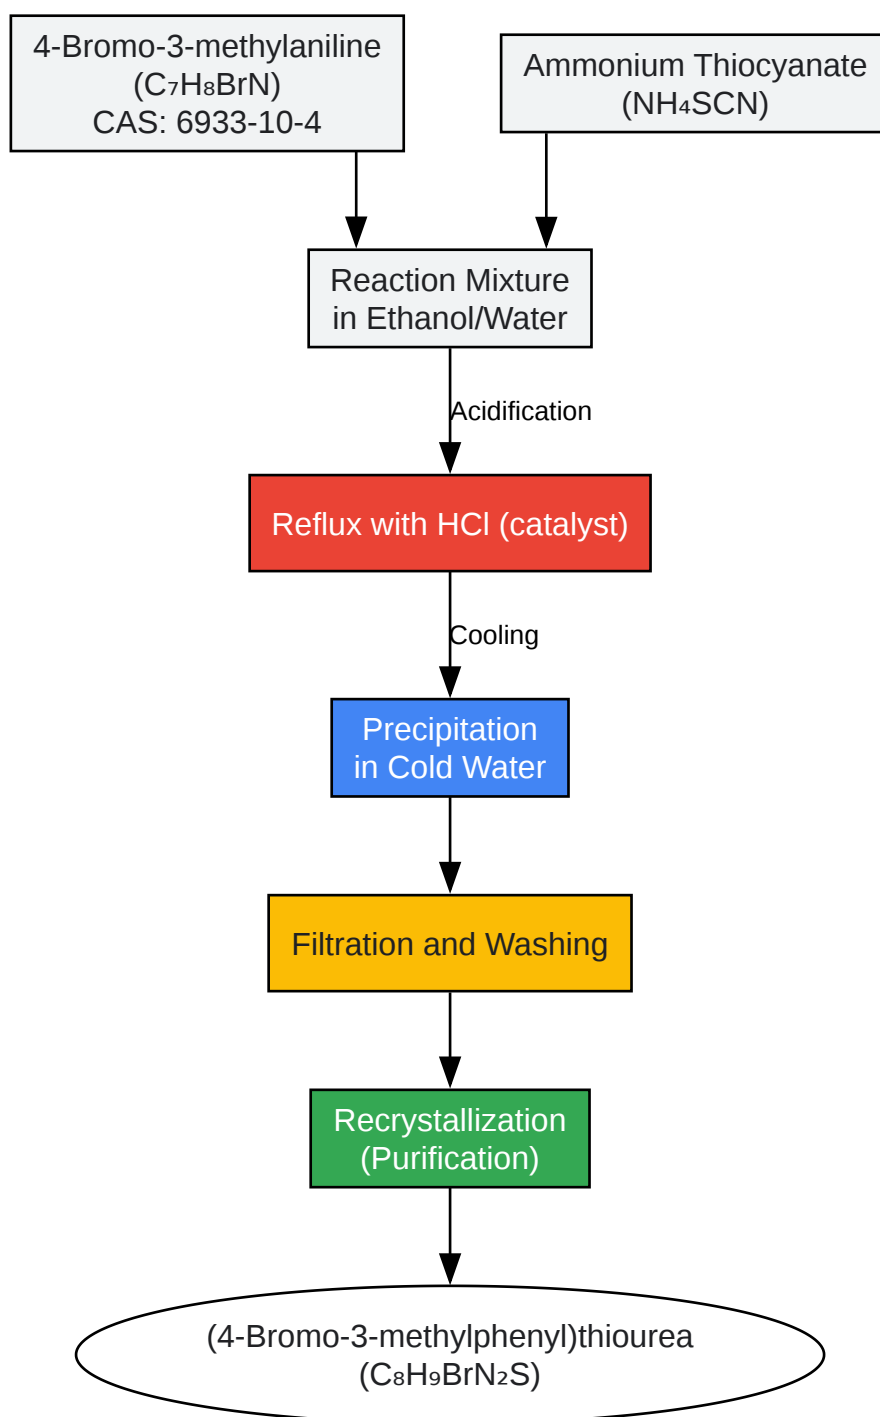 4-Bromo-3-methylaniline
(C₇H₈BrN)
CAS: 6933-10-4
Ammonium Thiocyanate
(NH₄SCN)
Reaction Mixture
in Ethanol/Water
Acidification
Reflux with HCl (catalyst)
Cooling
Precipitation
in Cold Water
Filtration and Washing
Recrystallization
(Purification)
(4-Bromo-3-methylphenyl)thiourea
(C₈H₉BrN₂S)